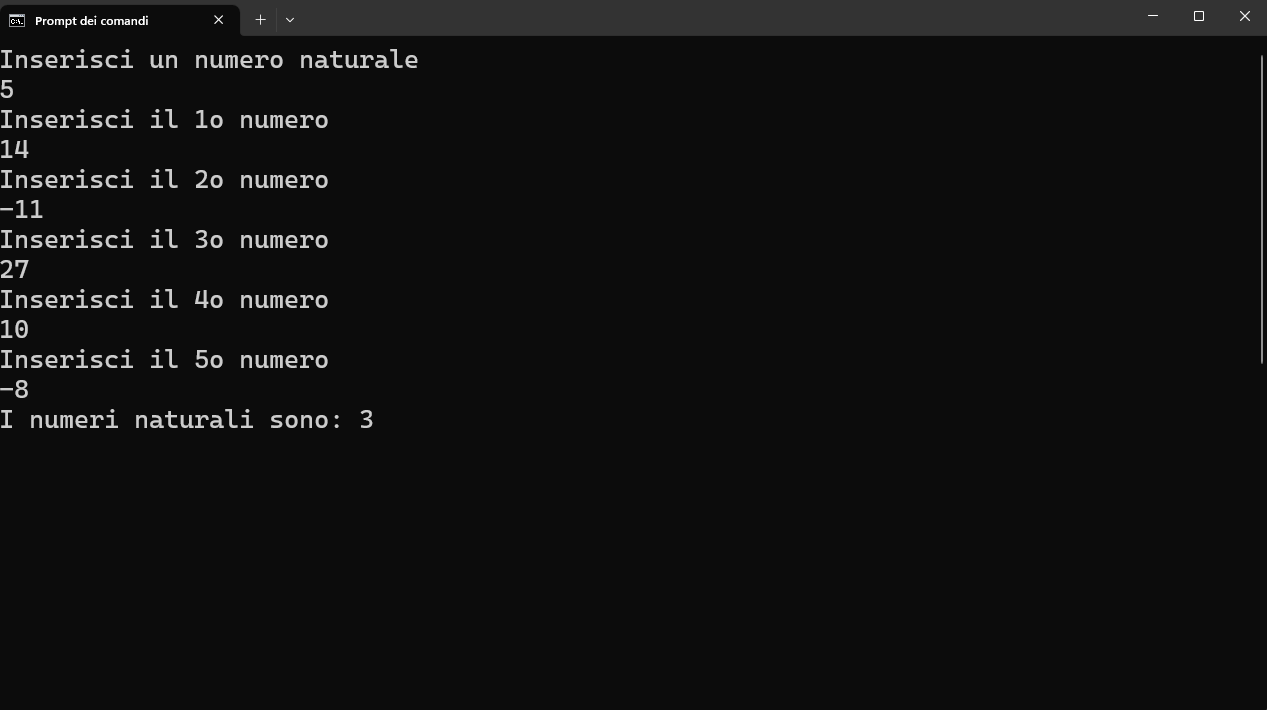 Prompt dei comandi
Inserisci un numero naturale
5
Inserisci il 1o numero
14
Inserisci il 2o numero
-11
Inserisci il 3o numero
27
Inserisci il 4o numero
10
Inserisci il 5o numero
-8
I numeri naturali sono: 3